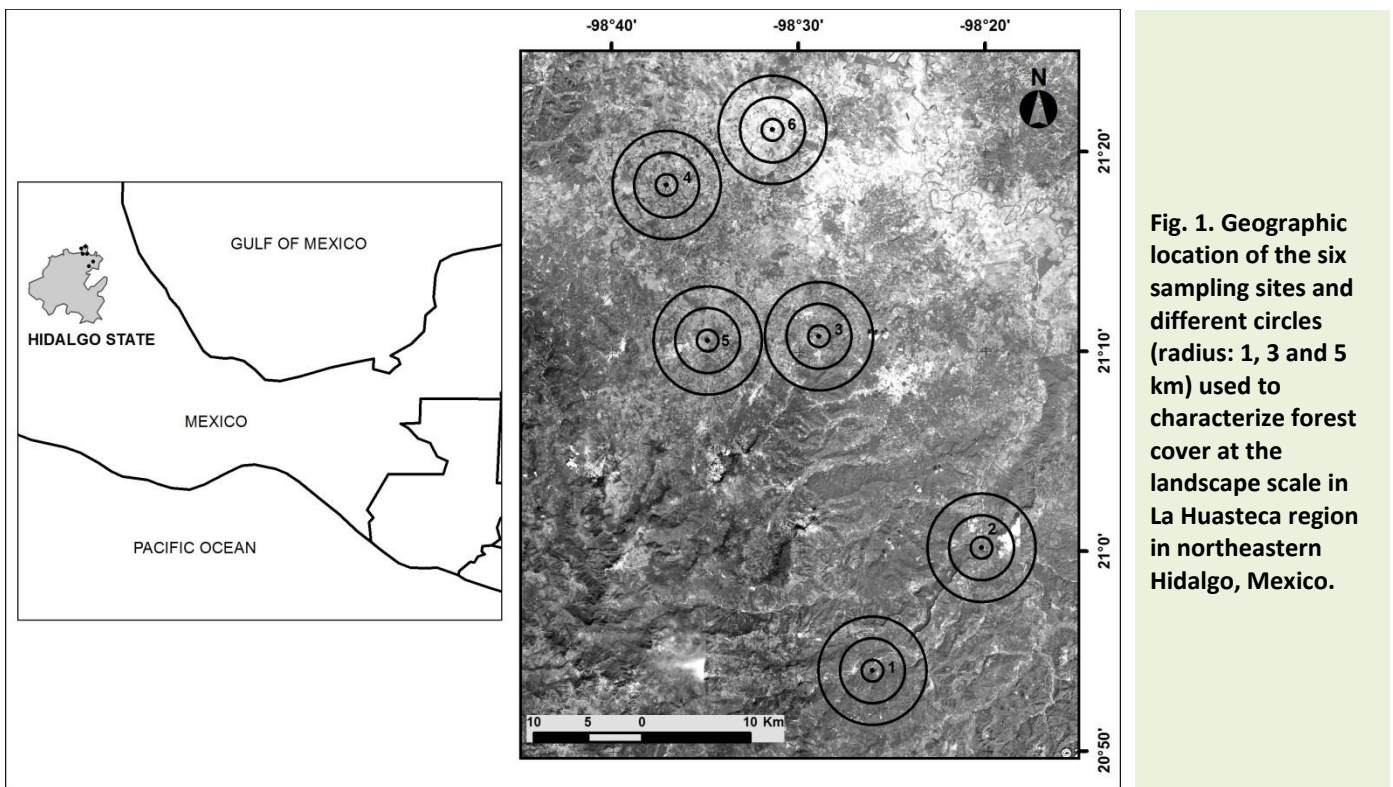 GULF OF MEXICO
HIDALGO STATE
MEXICO
PACIFIC OCEAN
-98°40' -98°30' -98°20'
N
6
21°20'
4
3
5
21°10'
2
21°0'
1
10 5 0 10 Km
20°50'
Fig. 1. Geographic
location of the six
sampling sites and
different circles
(radius: 1, 3 and 5
km) used to
characterize forest
cover at the
landscape scale in
La Huasteca region
in northeastern
Hidalgo, Mexico.